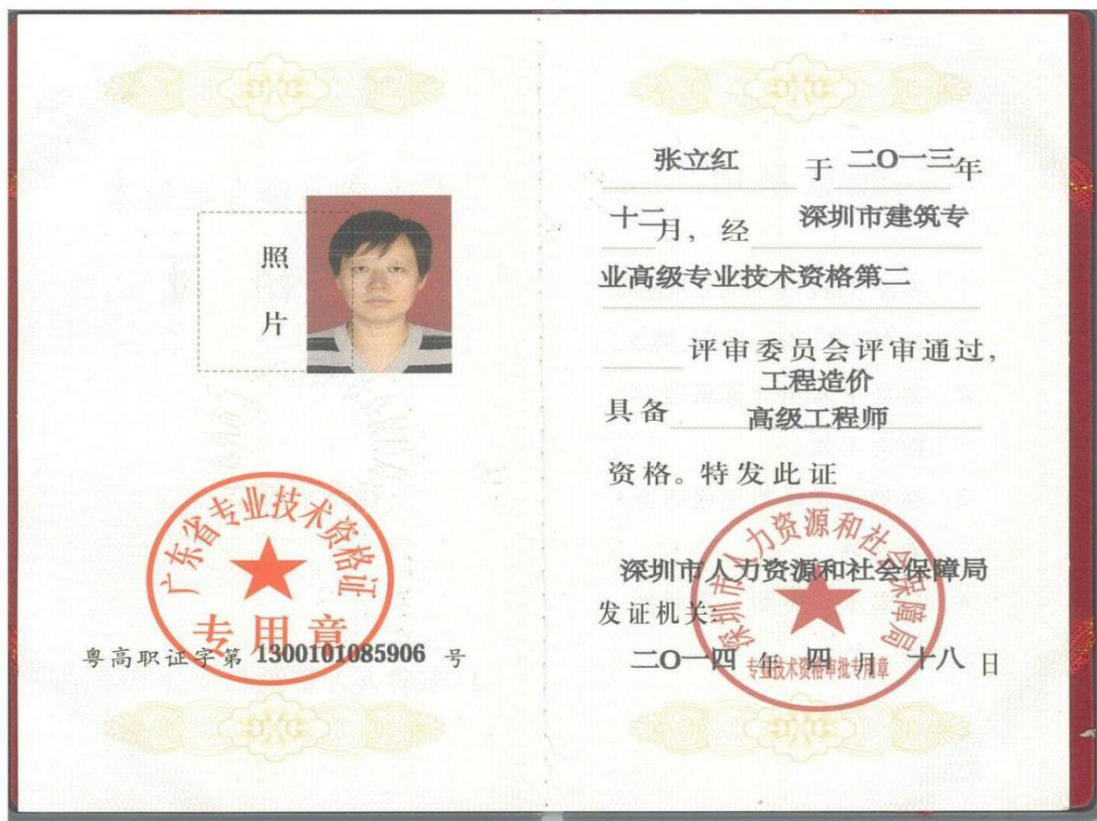 照
片
广东省专业技术资格证
专用章
粤高职证字第 1300101085906 号
张立红 于 二O一三年
十二月，经 深圳市建筑专
业高级专业技术资格第二
评审委员会评审通过，
工程造价
具备 高级工程师
资格。特发此证
深圳市人力资源和社会保障局
深圳市人力资源和社会保障局
发证机关：
二O一四 年 四 月 十八 日
专业技术资格审批专用章